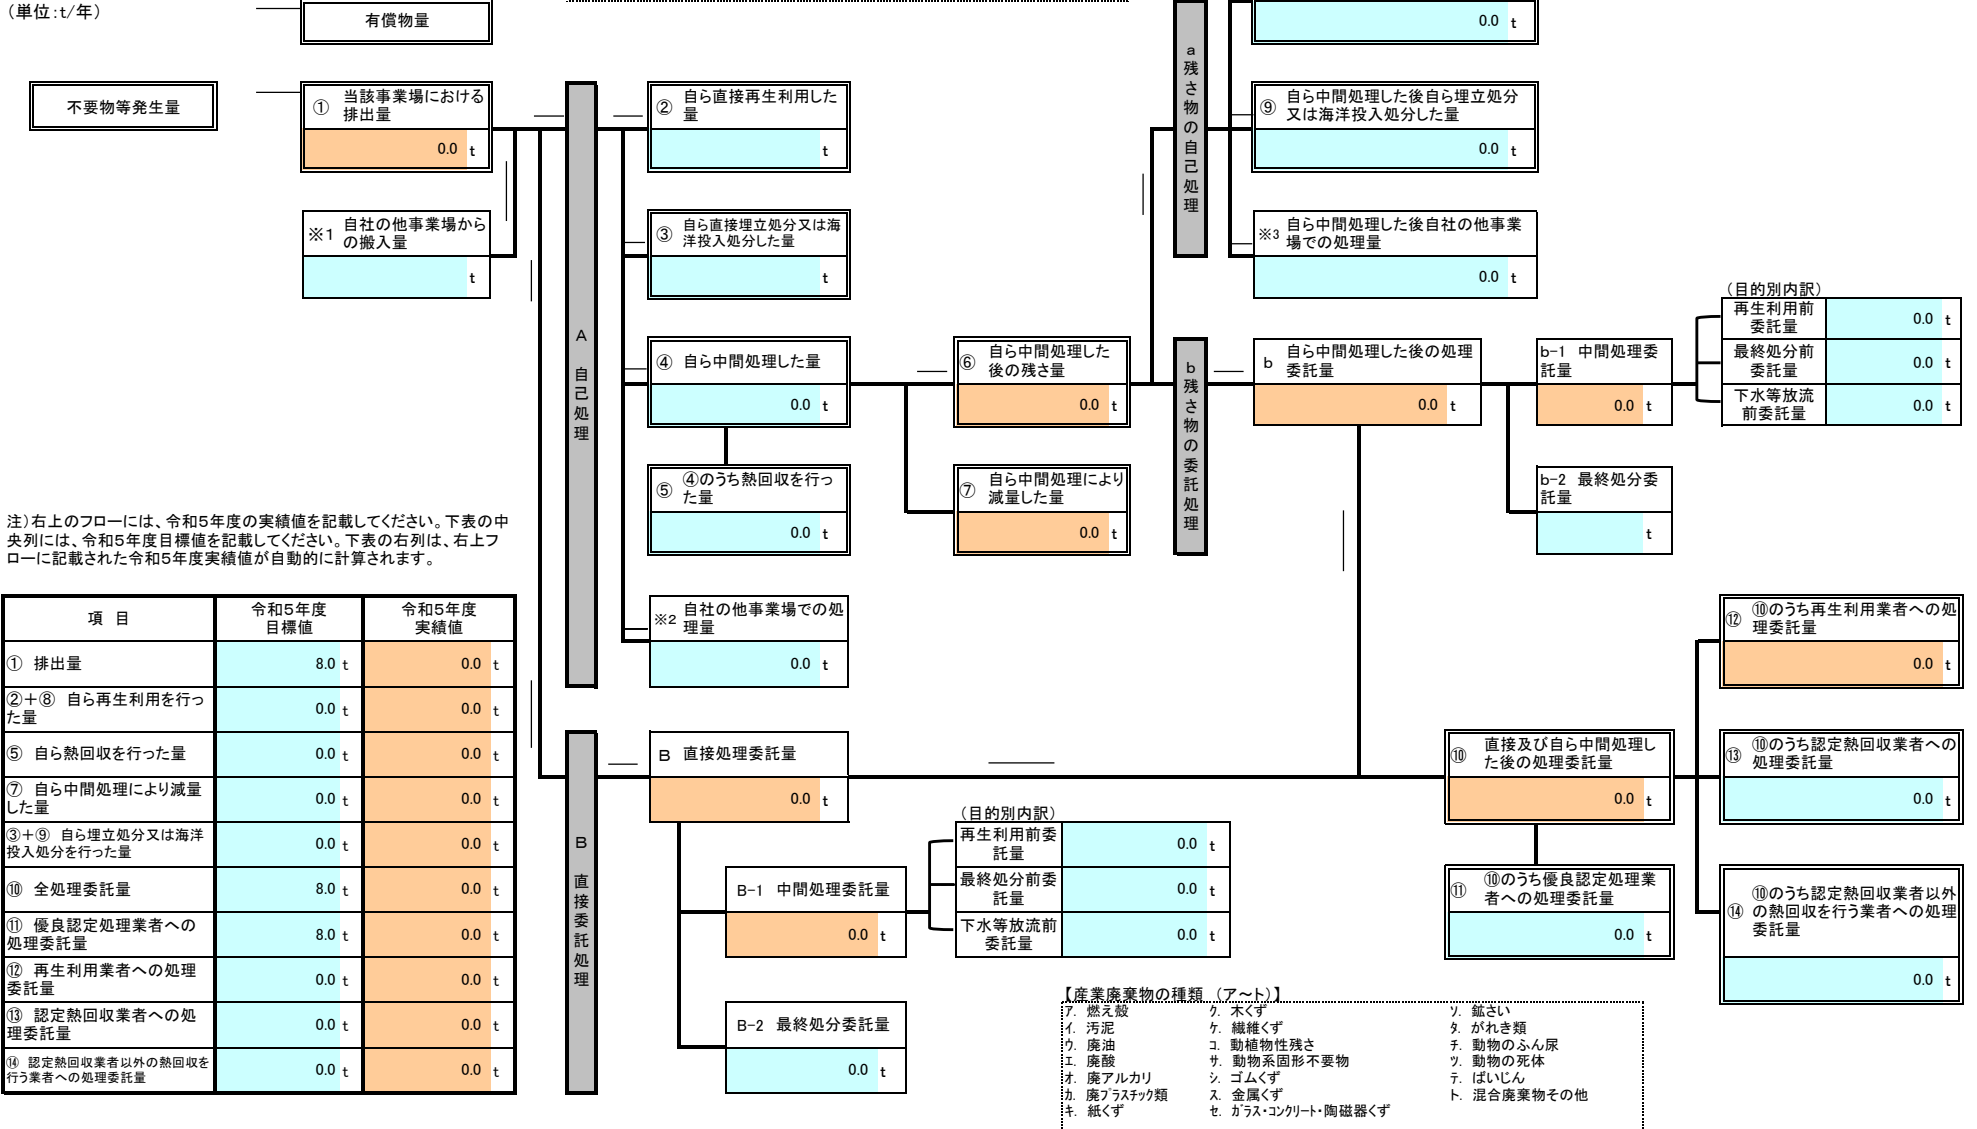 (単位:t/年)
有償物量
0.0 t
不要物等発生量
① 当該事業場における
排出量
0.0 t
※1 自社の他事業場から
の搬入量
t
A 自己処理
② 自ら直接再生利用した
量
t
③ 自ら直接埋立処分又は海
洋投入処分した量
t
④ 自ら中間処理した量
0.0 t
⑤ ④のうち熱回収を行っ
た量
0.0 t
※2 自社の他事業場での処
理量
0.0 t
⑥ 自ら中間処理した
後の残さ量
0.0 t
⑦ 自ら中間処理により
減量した量
0.0 t
a 残さ物の自己処理
⑨ 自ら中間処理した後自ら埋立処分
又は海洋投入処分した量
0.0 t
※3 自ら中間処理した後自社の他事業
場での処理量
0.0 t
b 残さ物の委託処理
b 自ら中間処理した後の処理
委託量
0.0 t
b-1 中間処理委
託量
0.0 t
b-2 最終処分委
託量
t
(目的別内訳)
再生利用前
委託量
0.0 t
最終処分前
委託量
0.0 t
下水等放流
前委託量
0.0 t
注)右上のフローには、令和5年度の実績値を記載してください。下表の中
央列には、令和5年度目標値を記載してください。下表の右列は、右上フ
ローに記載された令和5年度実績値が自動的に計算されます。
項 目 令和5年度 目標値 令和5年度 実績値
① 排出量 8.0 t 0.0 t
②+⑧ 自ら再生利用を行っ
た量 0.0 t 0.0 t
⑤ 自ら熱回収を行った量 0.0 t 0.0 t
⑦ 自ら中間処理により減量
した量 0.0 t 0.0 t
③+⑨ 自ら埋立処分又は海洋
投入処分を行った量 0.0 t 0.0 t
⑩ 全処理委託量 8.0 t 0.0 t
⑪ 優良認定処理業者への
処理委託量 8.0 t 0.0 t
⑫ 再生利用業者への処理
委託量 0.0 t 0.0 t
⑬ 認定熱回収業者への処
理委託量 0.0 t 0.0 t
⑭ 認定熱回収業者以外の熱回収を
行う業者への処理委託量 0.0 t 0.0 t
B 直接委託処理
B 直接処理委託量
0.0 t
B-1 中間処理委託量
0.0 t
B-2 最終処分委託量
0.0 t
(目的別内訳)
再生利用前委
託量
0.0 t
最終処分前委
託量
0.0 t
下水等放流前
委託量
0.0 t
⑩ 直接及び自ら中間処理し
た後の処理委託量
0.0 t
⑪ ⑩のうち優良認定処理業
者への処理委託量
0.0 t
⑫ ⑩のうち再生利用業者への処
理委託量
0.0 t
⑬ ⑩のうち認定熱回収業者への
処理委託量
0.0 t
⑭ ⑩のうち認定熱回収業者以外
の熱回収を行う業者への処理
委託量
0.0 t
【産業廃棄物の種類 (ア~ト)】
ア. 燃え殻 ク. 木くず ソ. 鉱さい
イ. 汚泥 ケ. 繊維くず タ. がれき類
ウ. 廃油 コ. 動植物性残さ チ. 動物のふん尿
エ. 廃酸 サ. 動物系固形不要物 ツ. 動物の死体
オ. 廃アルカリ シ. ゴムくず テ. ばいじん
カ. 廃プラスチック類 ス. 金属くず ト. 混合廃棄物その他
キ. 紙くず セ. ガラス・コンクリート・陶磁器くず